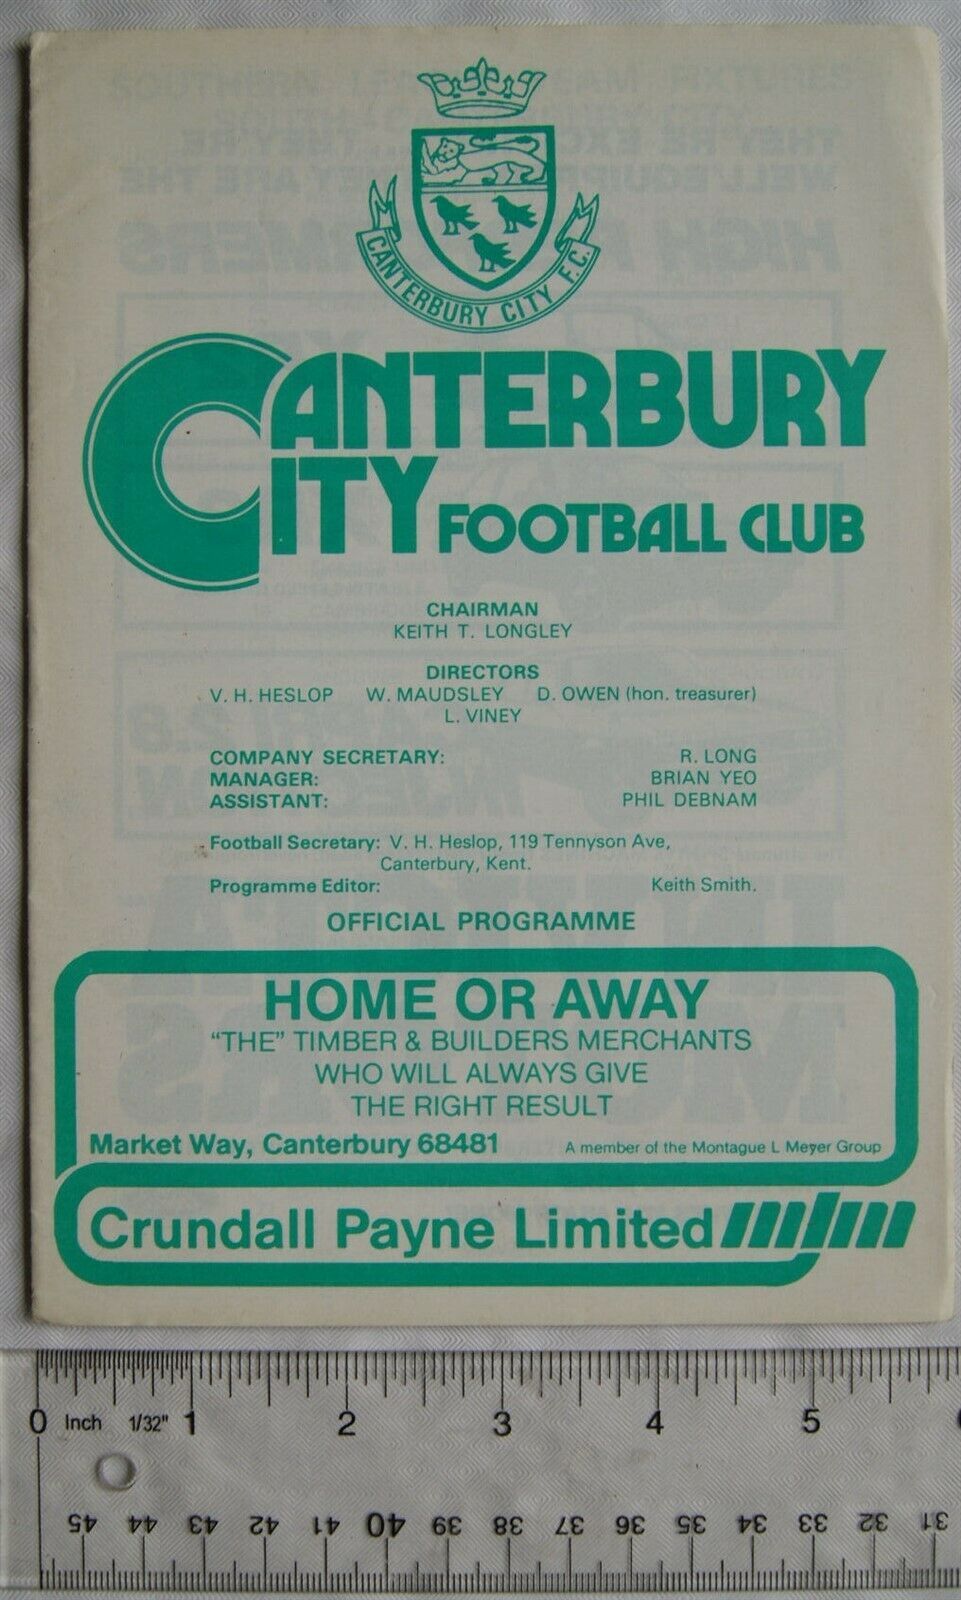 CANTERBURY CITY F.C.
CANTERBURY
CITY FOOTBALL CLUB
CHAIRMAN
KEITH T. LONGLEY
DIRECTORS
V. H. HESLOP W. MAUDSLEY D. OWEN (hon. treasurer)
L. VINEY
COMPANY SECRETARY: R. LONG
MANAGER: BRIAN YEO
ASSISTANT: PHIL DEBNAM
Football Secretary: V. H. Heslop, 119 Tennyson Ave,
Canterbury, Kent.
Programme Editor: Keith Smith.
OFFICIAL PROGRAMME
HOME OR AWAY
"THE" TIMBER & BUILDERS MERCHANTS
WHO WILL ALWAYS GIVE
THE RIGHT RESULT
Market Way, Canterbury 68481 A member of the Montague L Meyer Group
Crundall Payne Limited mlm
0 Inch 1/32" 1 2 3 4 5
45 44 43 42 41 40 39 38 37 36 35 34 33 32 31